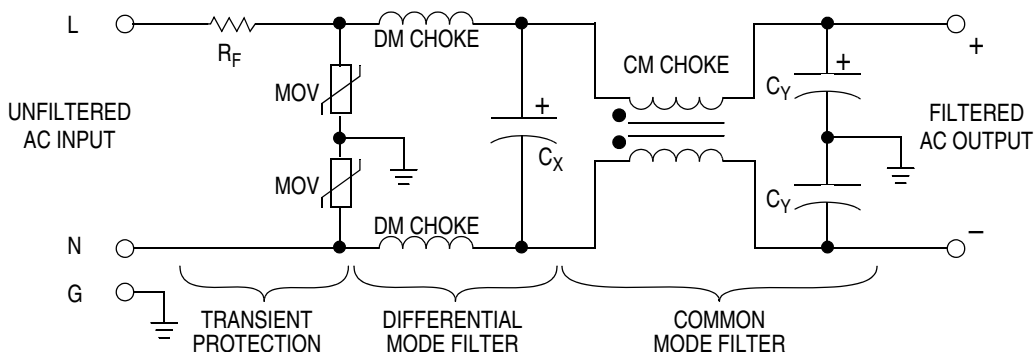 L
R_F
DM CHOKE
+
MOV
CM CHOKE
+
C_Y
+
UNFILTERED
AC INPUT
C_X
FILTERED
AC OUTPUT
MOV
C_Y
DM CHOKE
N
−
G
TRANSIENT
PROTECTION
DIFFERENTIAL
MODE FILTER
COMMON
MODE FILTER